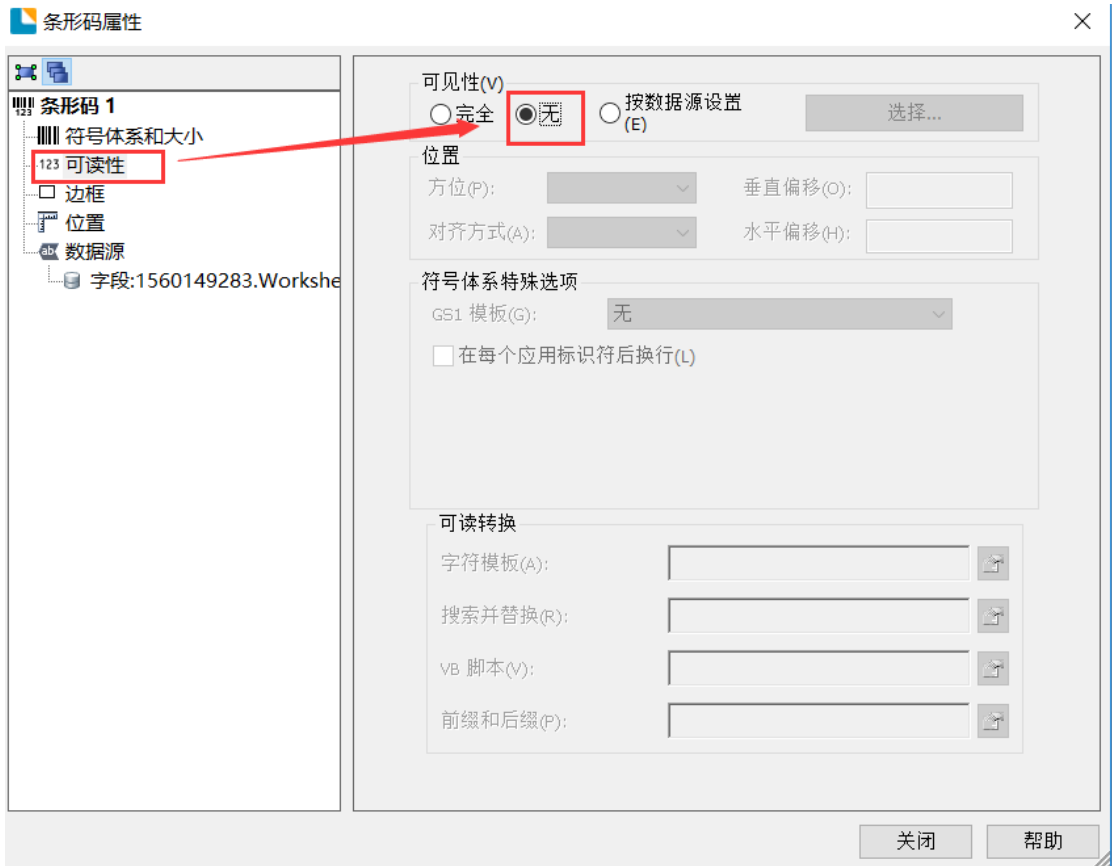 条形码属性
条形码 1
符号体系和大小
123 可读性
边框
位置
数据源
字段:1560149283.Workshe
可见性(V)
完全 无 按数据源设置(E) 选择...
位置
方位(P): 垂直偏移(O):
对齐方式(A): 水平偏移(H):
符号体系特殊选项
GS1 模板(G): 无
在每个应用标识符后换行(L)
可读转换
字符模板(A):
搜索并替换(R):
VB 脚本(V):
前缀和后缀(P):
关闭 帮助